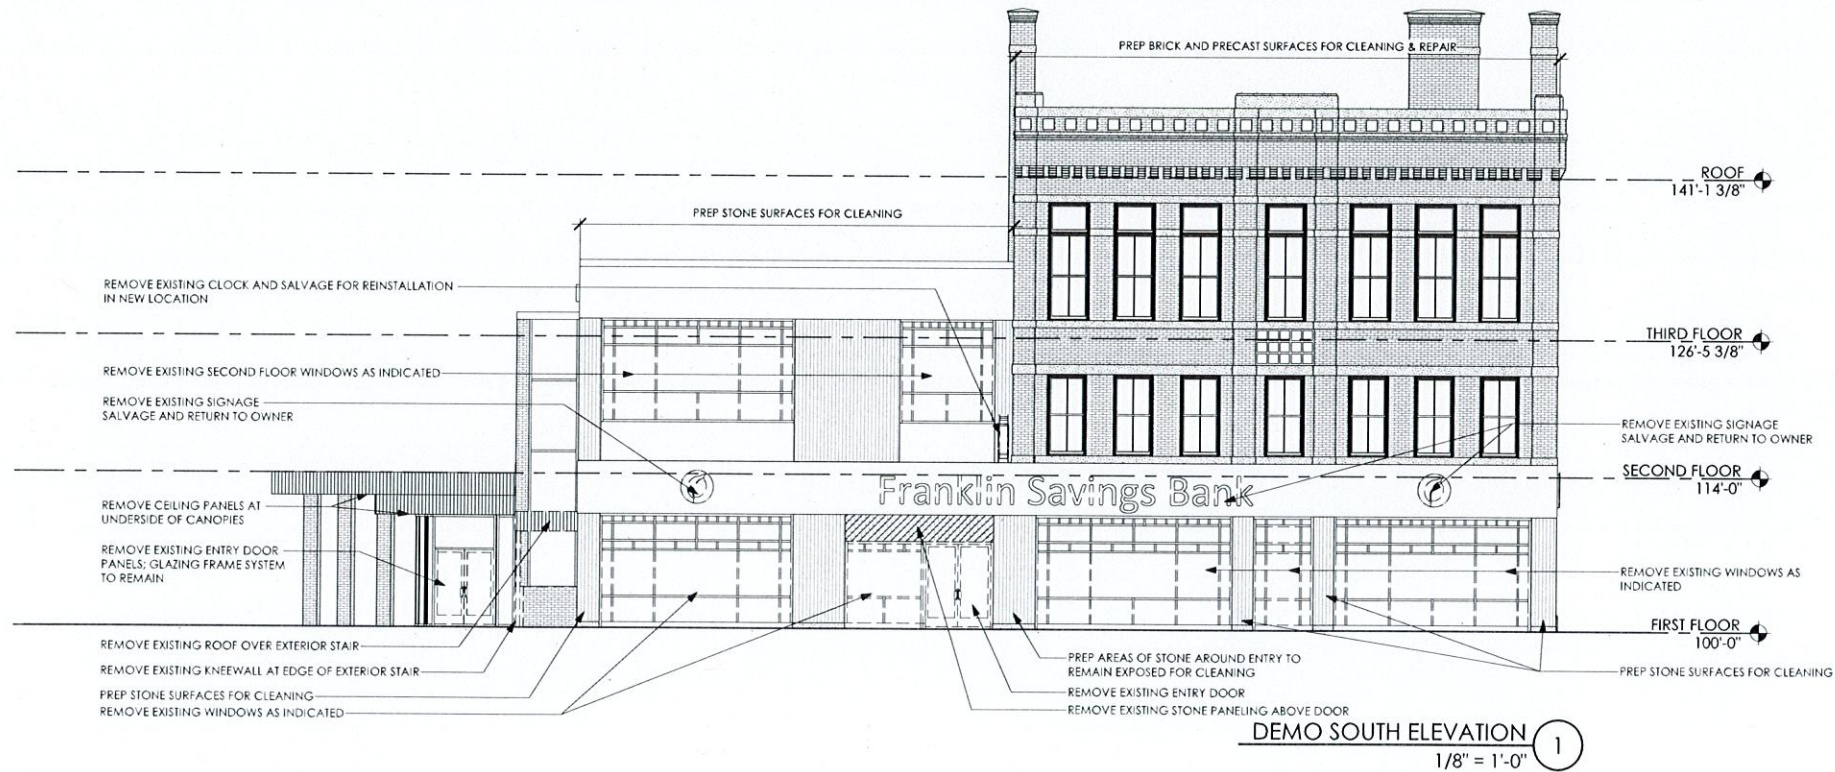 PREP BRICK AND PRECAST SURFACES FOR CLEANING & REPAIR
ROOF
141'-1 3/8"
PREP STONE SURFACES FOR CLEANING
REMOVE EXISTING CLOCK AND SALVAGE FOR REINSTALLATION
IN NEW LOCATION
THIRD FLOOR
126'-5 3/8"
REMOVE EXISTING SECOND FLOOR WINDOWS AS INDICATED
REMOVE EXISTING SIGNAGE
SALVAGE AND RETURN TO OWNER
REMOVE EXISTING SIGNAGE
SALVAGE AND RETURN TO OWNER
SECOND FLOOR
114'-0"
Franklin Savings Bank
REMOVE CEILING PANELS AT
UNDERSIDE OF CANOPIES
REMOVE EXISTING ENTRY DOOR
PANELS; GLAZING FRAME SYSTEM
TO REMAIN
REMOVE EXISTING WINDOWS AS
INDICATED
FIRST FLOOR
100'-0"
REMOVE EXISTING ROOF OVER EXTERIOR STAIR
REMOVE EXISTING KNEEWALL AT EDGE OF EXTERIOR STAIR
PREP STONE SURFACES FOR CLEANING
REMOVE EXISTING WINDOWS AS INDICATED
PREP AREAS OF STONE AROUND ENTRY TO
REMAIN EXPOSED FOR CLEANING
REMOVE EXISTING ENTRY DOOR
REMOVE EXISTING STONE PANELING ABOVE DOOR
PREP STONE SURFACES FOR CLEANING
DEMO SOUTH ELEVATION
1
1/8" = 1'-0"